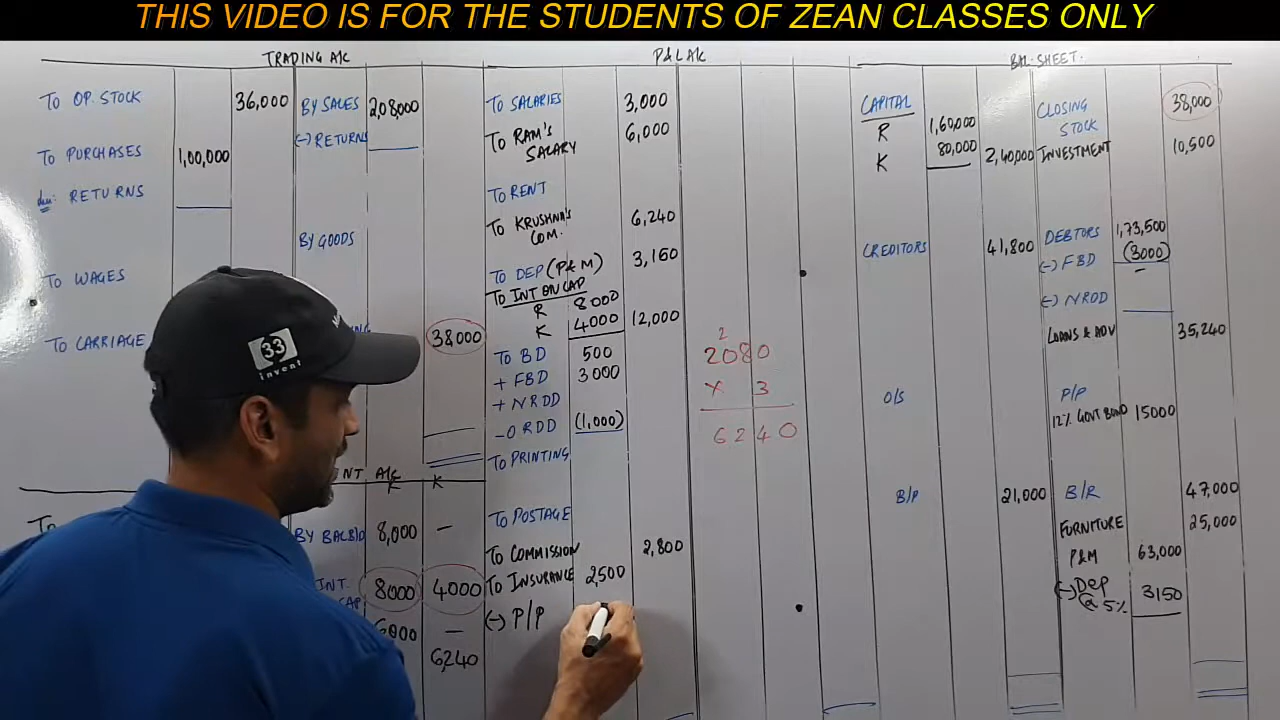 THIS VIDEO IS FOR THE STUDENTS OF ZEAN CLASSES ONLY
TRADING A/C
TO OP. STOCK 36,000 BY SALES 208000
(-) RETURNS
TO PURCHASES 1,00,000
RETURNS
BY GOODS
TO WAGES
TO CARRIAGE 38000
33
invent
A/C
K
BY BAL B/D 8,000 —
INT. CAP 8000 4000
6000 —
6,240
P&L A/C
TO SALARIES 3,000
TO RAM'S SALARY 6,000
TO RENT
TO KRUSHNA'S COM. 6,240
TO DEP (P&M) 3,150
TO INT ON CAP
R 8000
K 4000 12,000
TO BD 500
+ FBD 3000
+ NRDD
- O RDD (1,000)
TO PRINTING
TO POSTAGE
TO COMMISSION 2,800
TO INSURANCE 2,500
(-) P/P
2
2080
X 3
6240
BAL. SHEET.
CAPITAL
R 1,60,000
K 80,000 2,40,000
CREDITORS 41,800
O/S
B/P 21,000
CLOSING STOCK 38,000
INVESTMENT 10,500
DEBTORS 1,73,500
(-) FBD (3000)
(-) NRDD
LOANS & ADV 35,240
P/P
12% GOVT BOND 15000
B/R 47,000
FURNITURE 25,000
P&M 63,000
(-) DEP @ 5% 3150